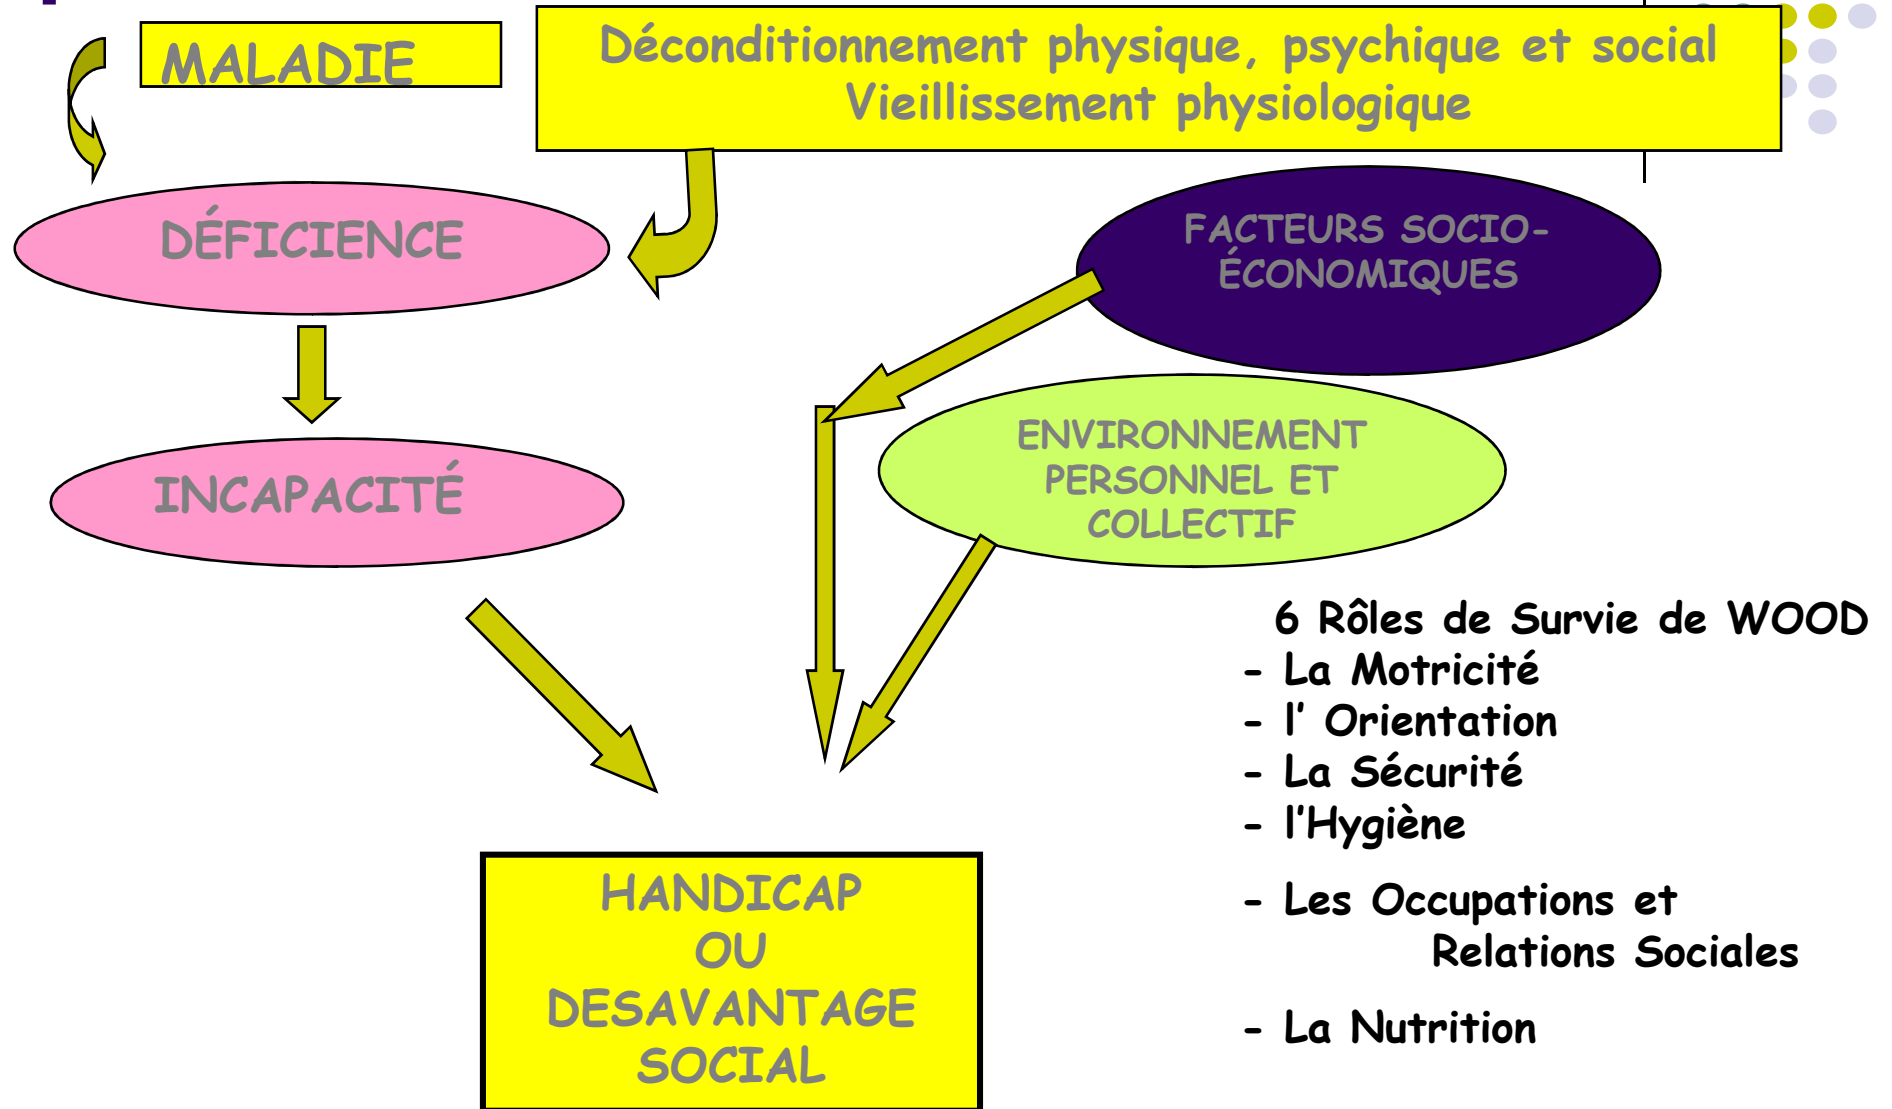 MALADIE
Déconditionnement physique, psychique et social
Vieillissement physiologique
DÉFICIENCE
FACTEURS SOCIO-
ÉCONOMIQUES
ENVIRONNEMENT
PERSONNEL ET
COLLECTIF
INCAPACITÉ
6 Rôles de Survie de WOOD
- La Motricité
- l' Orientation
- La Sécurité
- l'Hygiène
- Les Occupations et
Relations Sociales
- La Nutrition
HANDICAP
OU
DESAVANTAGE
SOCIAL